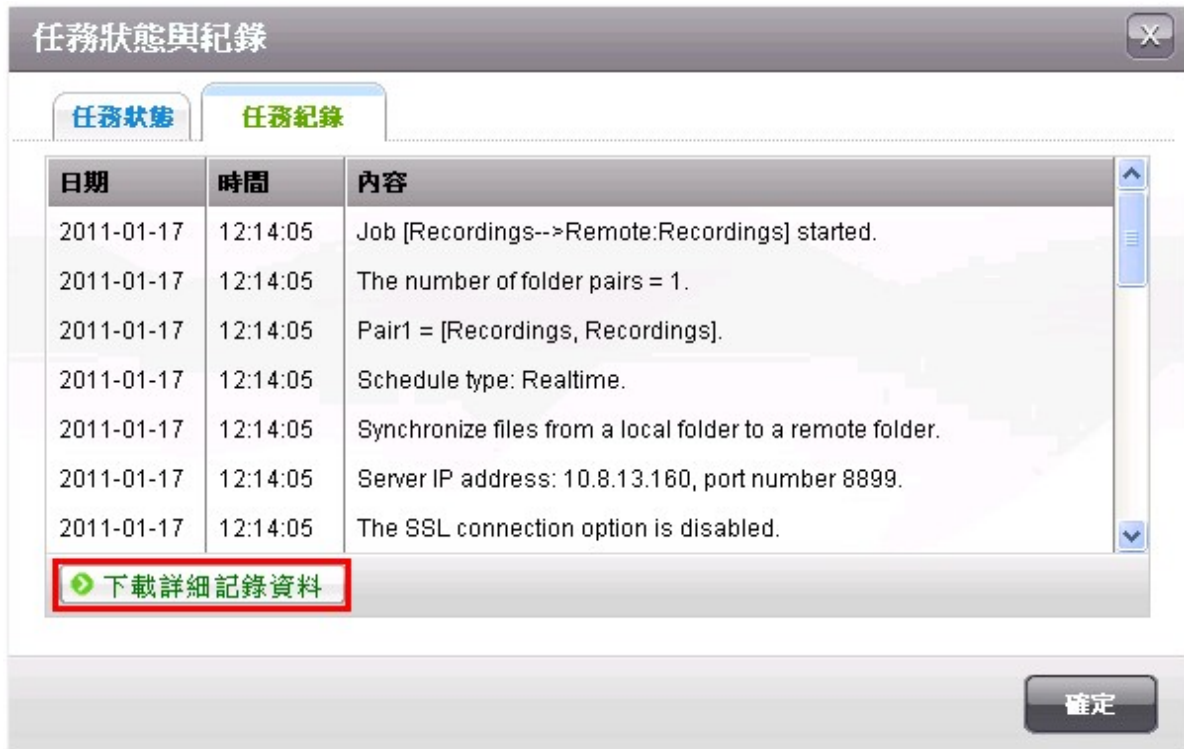 任務狀態與紀錄
X
任務狀態 任務紀錄
日期 時間 內容
2011-01-17 12:14:05 Job [Recordings-->Remote:Recordings] started.
2011-01-17 12:14:05 The number of folder pairs = 1.
2011-01-17 12:14:05 Pair1 = [Recordings, Recordings].
2011-01-17 12:14:05 Schedule type: Realtime.
2011-01-17 12:14:05 Synchronize files from a local folder to a remote folder.
2011-01-17 12:14:05 Server IP address: 10.8.13.160, port number 8899.
2011-01-17 12:14:05 The SSL connection option is disabled.
下載詳細記錄資料
確定